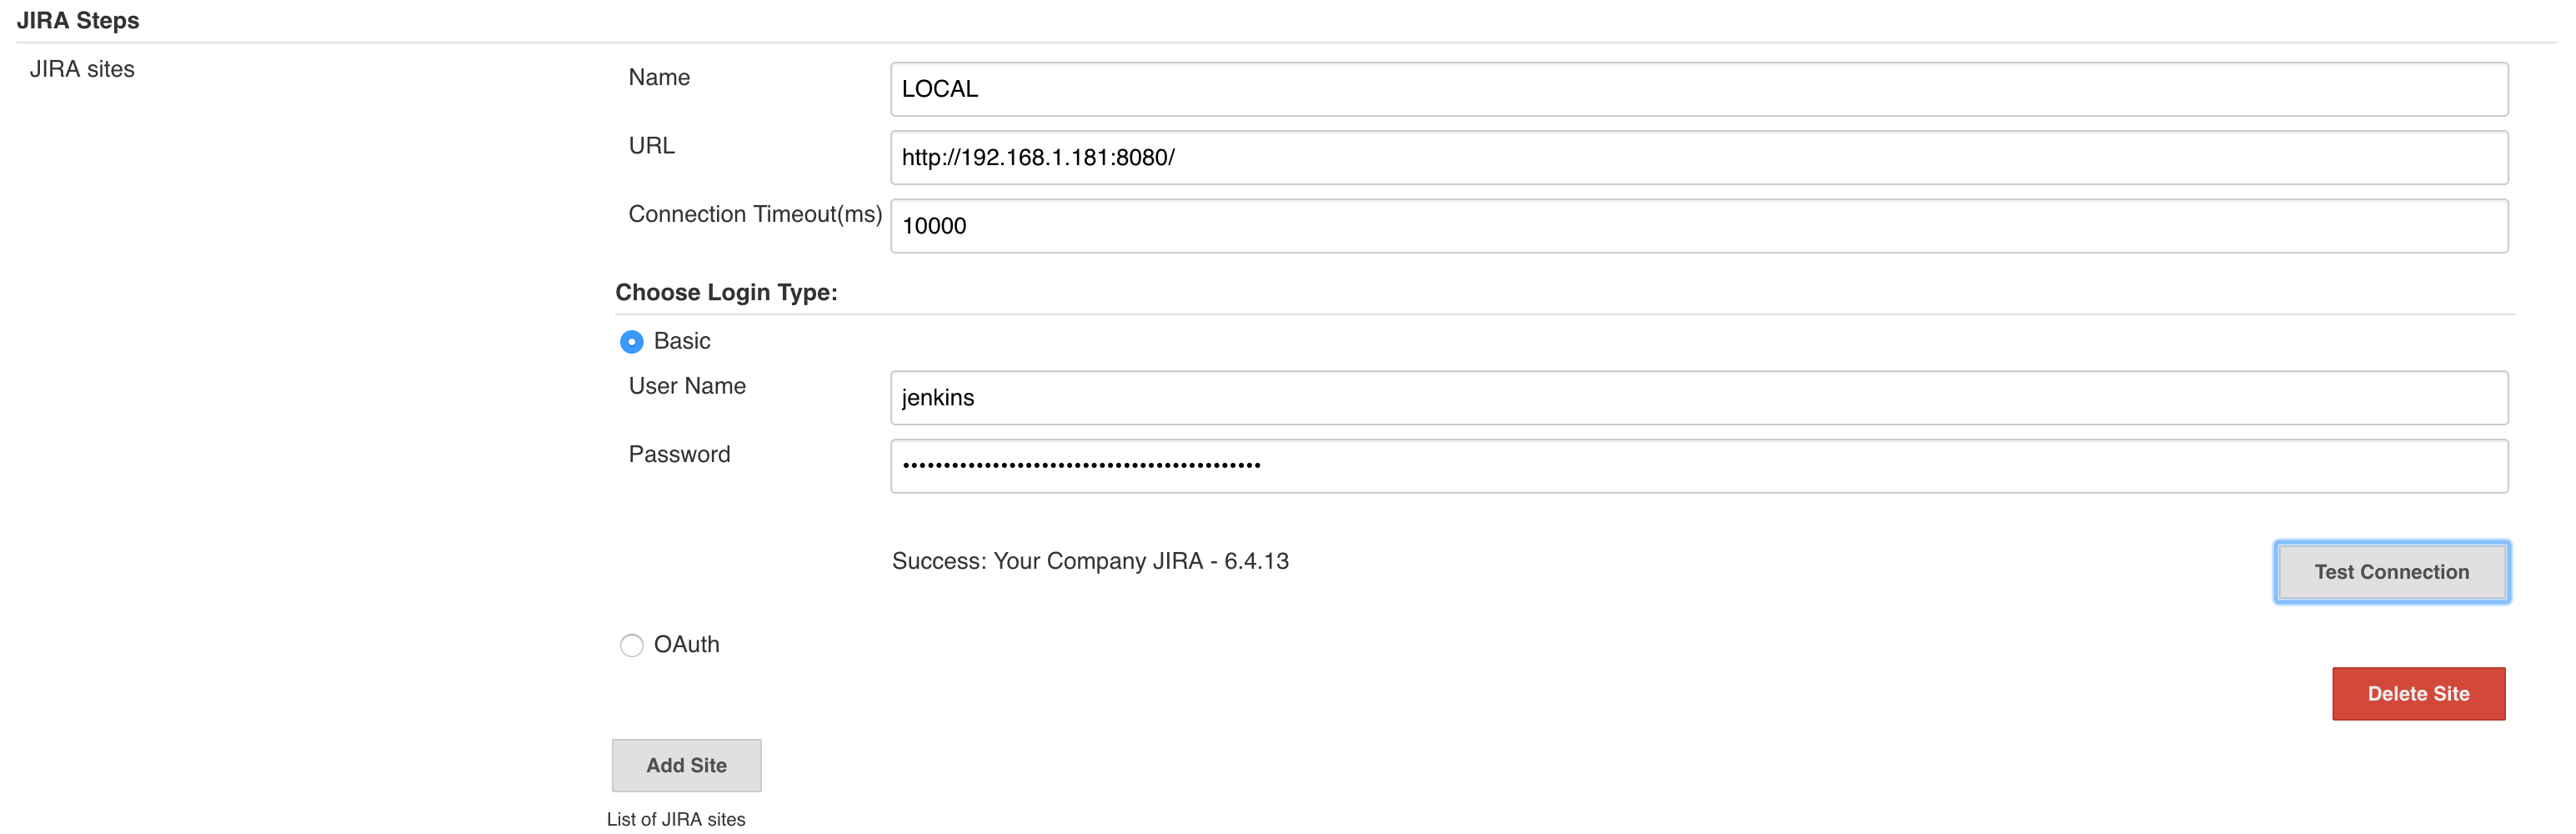 JIRA Steps
JIRA sites
Name
LOCAL
URL
http://192.168.1.181:8080/
Connection Timeout(ms)
10000
Choose Login Type:
Basic
User Name
jenkins
Password
Success: Your Company JIRA - 6.4.13
Test Connection
OAuth
Delete Site
Add Site
List of JIRA sites